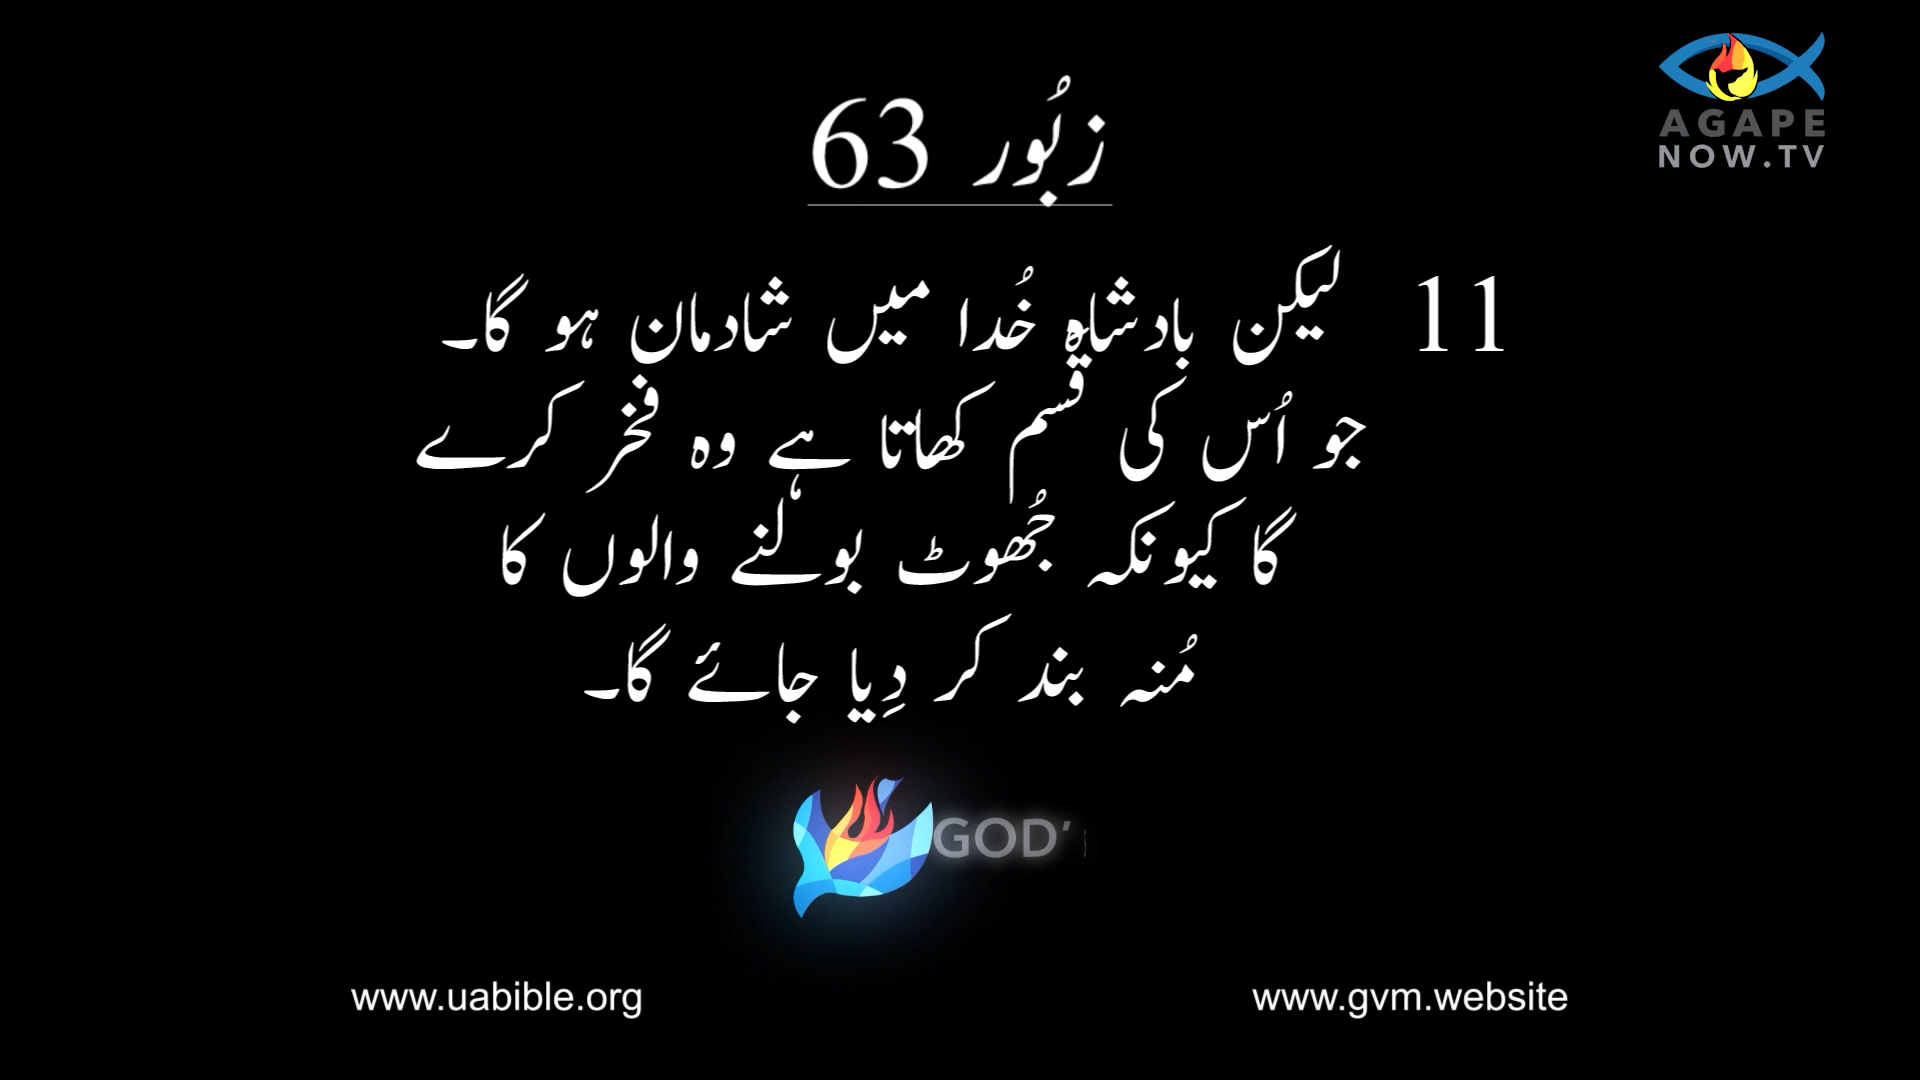 زبُور 63
AGAPE
NOW.TV
11 لیکن بادشاہ خُدا میں شادمان ہو گا۔
جو اُس کی قسم کھاتا ہے وہ فخر کرے
گا کیونکہ جُھوٹ بولنے والوں کا
مُنہ بند کر دِیا جائے گا۔
GOD'
www.uabible.org
www.gvm.website